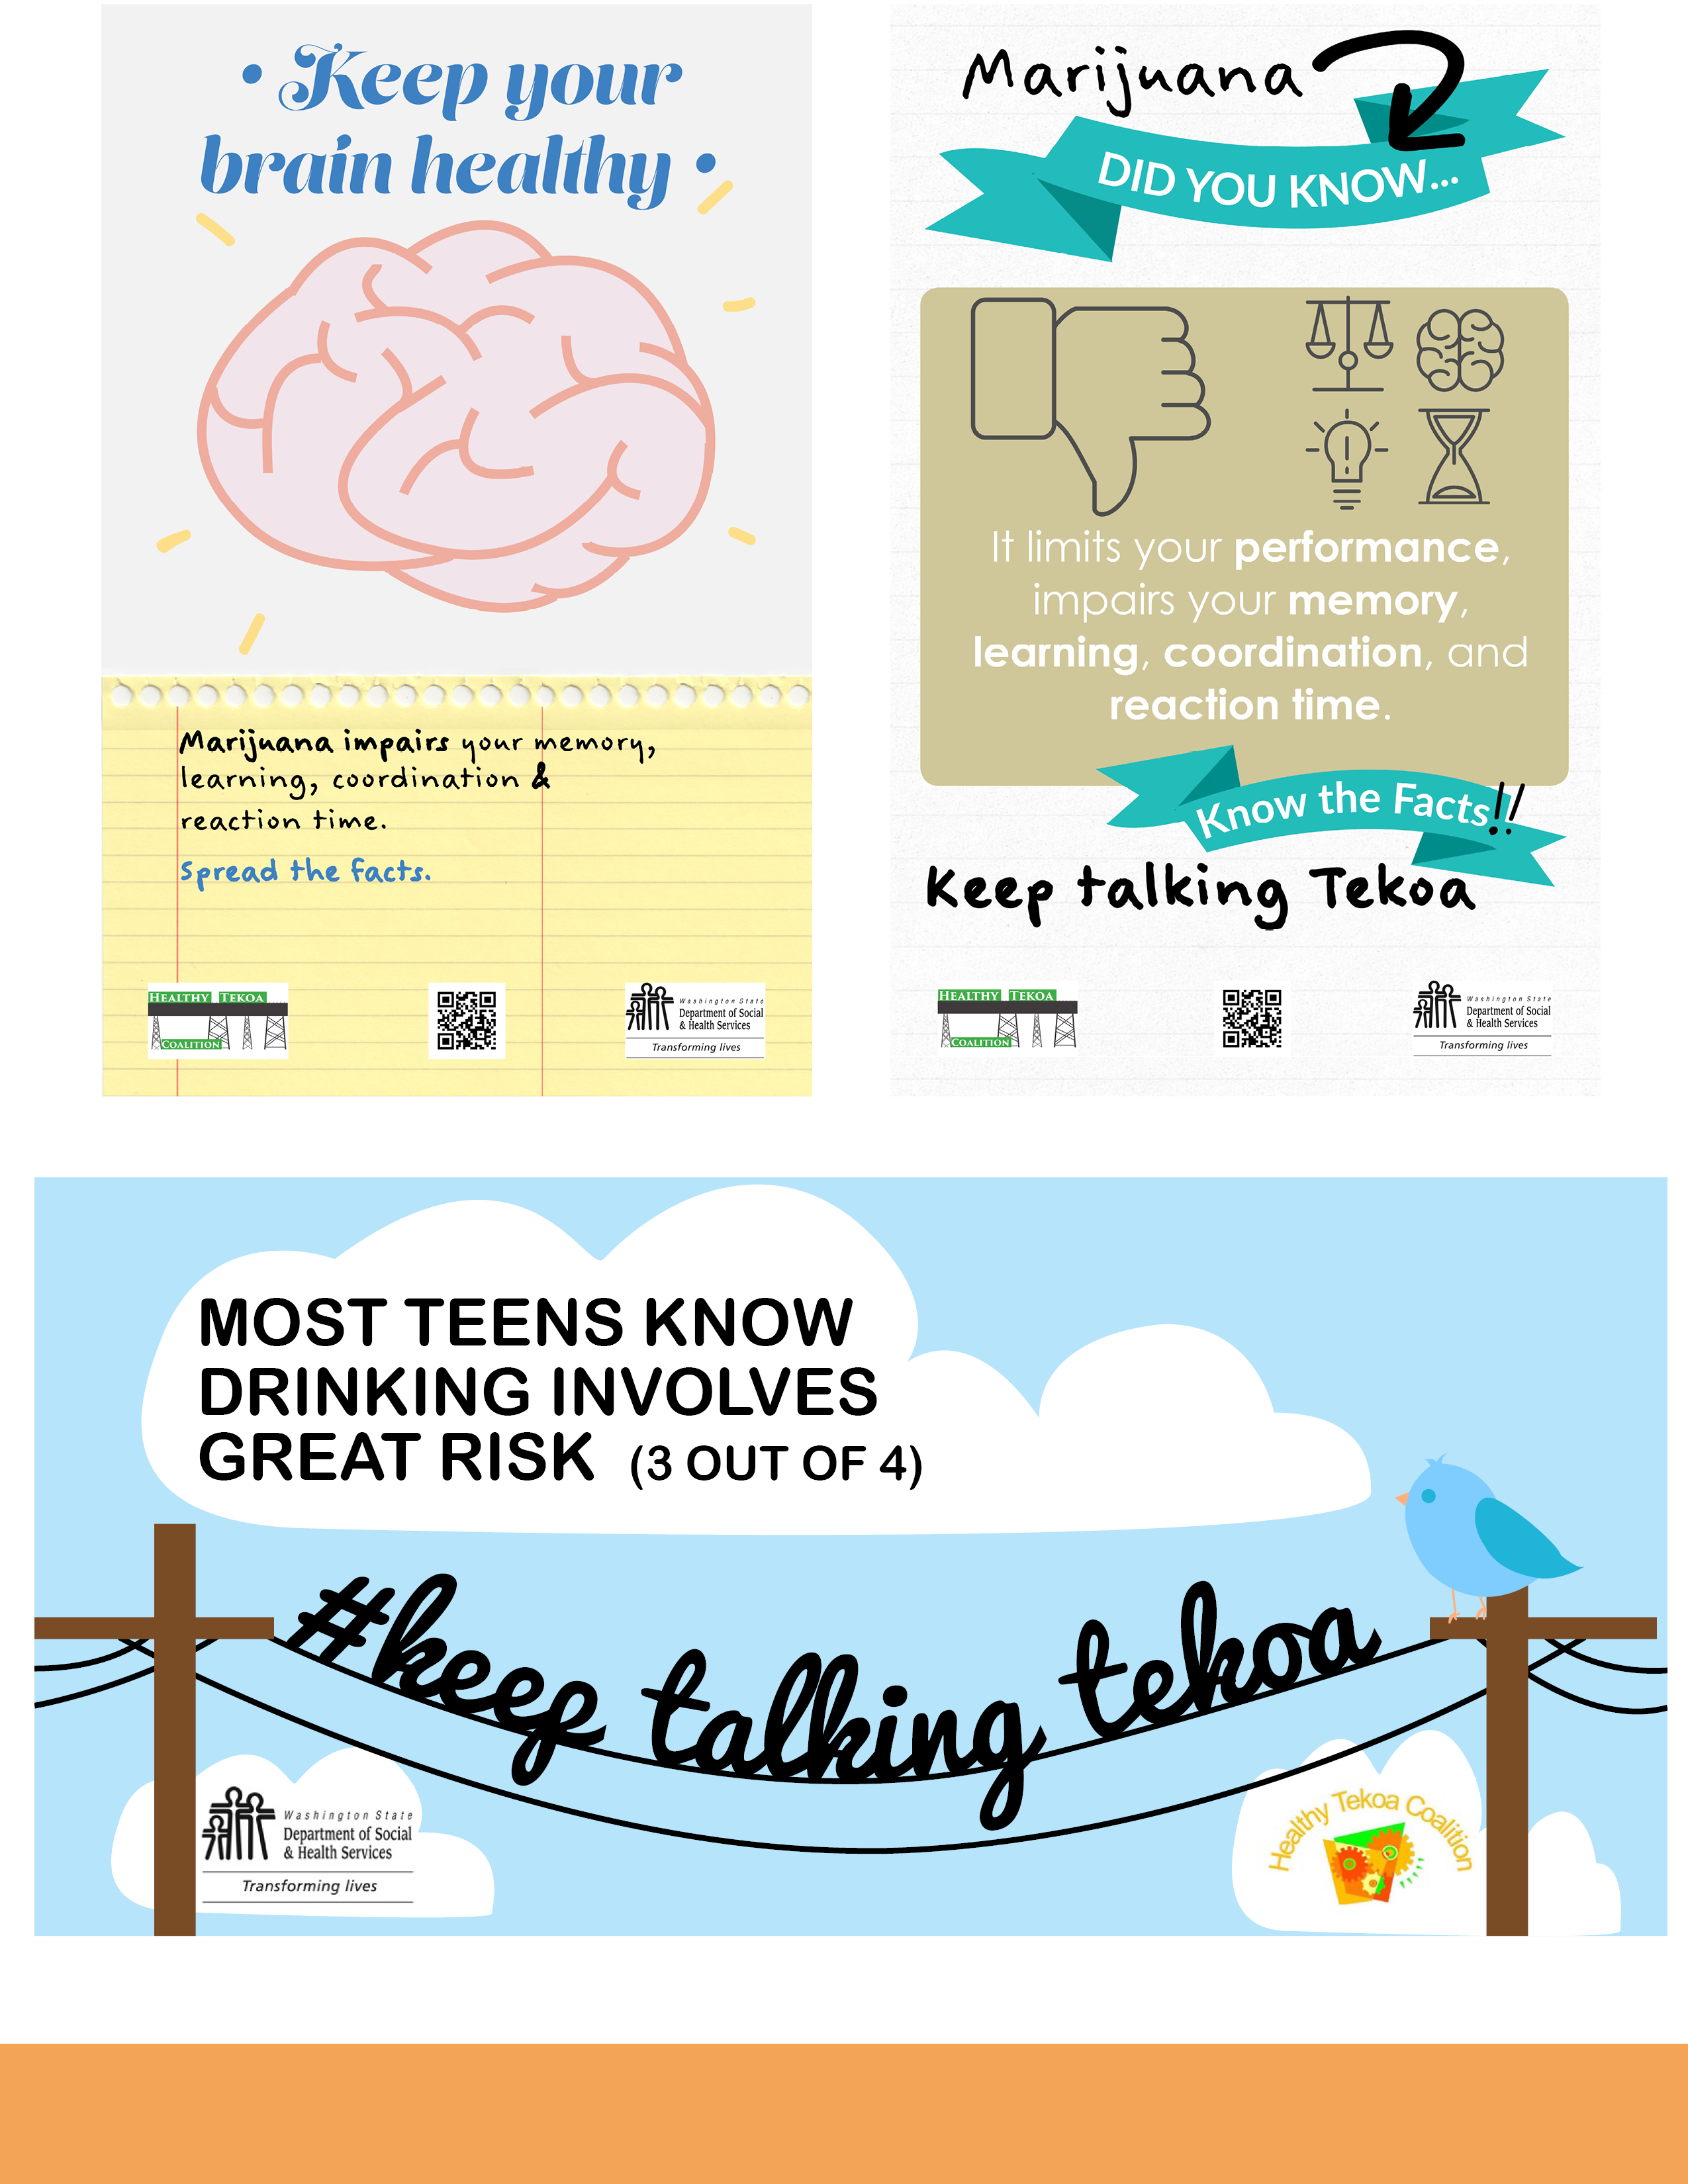 • Keep your
brain healthy •
Marijuana impairs your memory,
learning, coordination &
reaction time.
Spread the facts.
HEALTHY TEKOA
COALITION
Washington State
Department of Social
& Health Services
Transforming lives
Marijuana
DID YOU KNOW...
It limits your performance,
impairs your memory,
learning, coordination, and
reaction time.
Know the Facts!!
Keep talking Tekoa
HEALTHY TEKOA
COALITION
Washington State
Department of Social
& Health Services
Transforming lives
MOST TEENS KNOW
DRINKING INVOLVES
GREAT RISK (3 OUT OF 4)
#keep talking tekoa
Washington State
Department of Social
& Health Services
Transforming lives
Healthy Tekoa Coalition